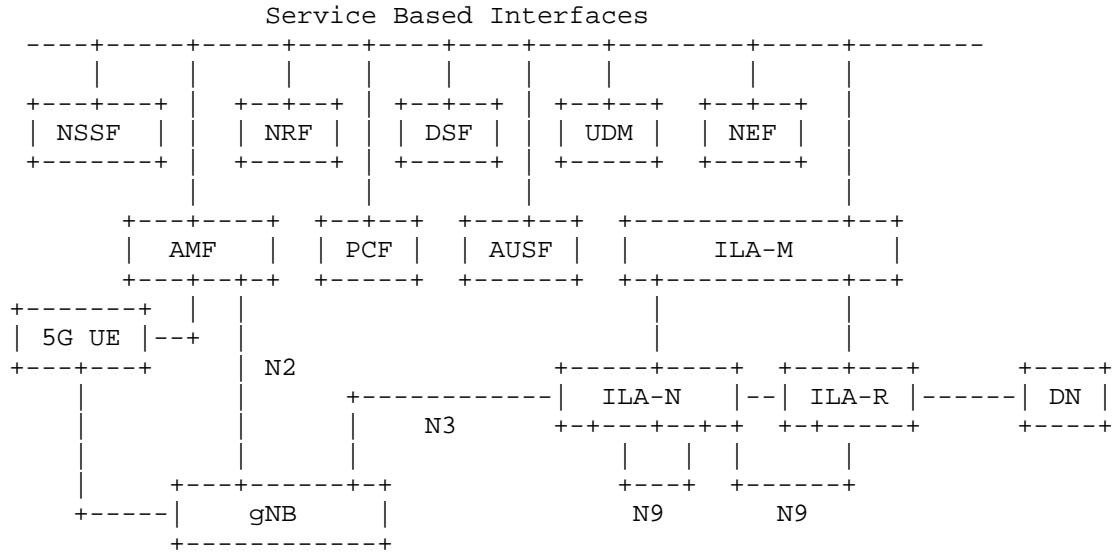 Service Based Interfaces
NSSF NRF DSF UDM NEF
AMF PCF AUSF ILA-M
5G UE
N2
ILA-N ILA-R DN
N3
gNB N9 N9